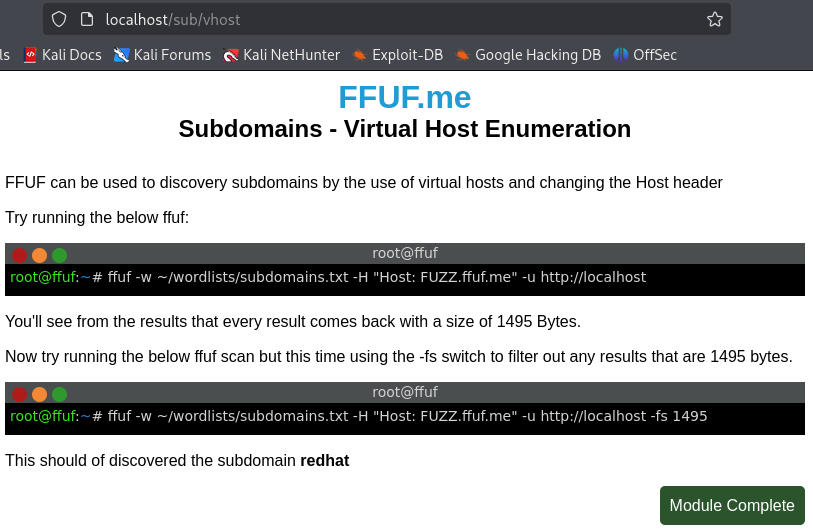 localhost/sub/vhost
ls Kali Docs Kali Forums Kali NetHunter Exploit-DB Google Hacking DB OffSec
FFUF.me
Subdomains - Virtual Host Enumeration
FFUF can be used to discovery subdomains by the use of virtual hosts and changing the Host header
Try running the below ffuf:
root@ffuf
root@ffuf:~# ffuf -w ~/wordlists/subdomains.txt -H "Host: FUZZ.ffuf.me" -u http://localhost
You'll see from the results that every result comes back with a size of 1495 Bytes.
Now try running the below ffuf scan but this time using the -fs switch to filter out any results that are 1495 bytes.
root@ffuf
root@ffuf:~# ffuf -w ~/wordlists/subdomains.txt -H "Host: FUZZ.ffuf.me" -u http://localhost -fs 1495
This should of discovered the subdomain redhat
Module Complete